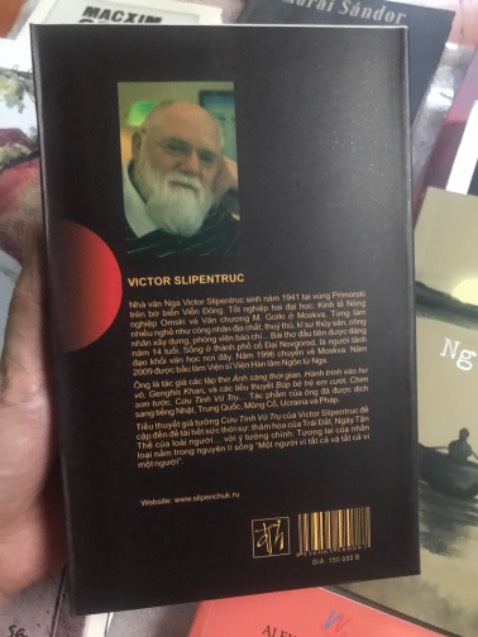 MACXIM
Márai Sándor
VICTOR SLIPENTRUC
Nhà văn Nga Victor Slipentruc sinh năm 1941 tại vùng Primorski
trên bờ biển Viễn Đông. Tốt nghiệp hai đại học: Kinh tế Nông
nghiệp Omski và Văn chương M. Gorki ở Moskva. Từng làm
nhiều nghề như công nhân địa chất, thuỷ thủ, kĩ sư thủy sản, công
nhân xây dựng, phóng viên báo chí... Bài thơ đầu tiên được đăng
năm 14 tuổi. Sống ở thành phố cổ Đại Novgorod, là người lãnh
đạo khối văn học nơi đây. Năm 1996 chuyển về Moskva. Năm
2009 được bầu làm Viện sĩ Viện Hàn lâm Ngôn từ Nga.
Ông là tác giả các tập thơ Ánh sáng thời gian, Hành trình vào hư
vô, Genghis Khan, và các tiểu thuyết Búp bê trẻ em cười, Chim
sơn tước, Cứu Tinh Vũ Trụ... Tác phẩm của ông đã được dịch
sang tiếng Nhật, Trung Quốc, Mông Cổ, Ucraina và Pháp.
Tiểu thuyết giả tưởng Cứu Tinh Vũ Trụ của Victor Slipentruc đề
cập đến đề tài hết sức thời sự: thảm họa của Trái Đất, Ngày Tận
Thế của loài người... với ý tưởng chính: Tương lai của nhân
loại nằm trong nguyên lí sống "Một người vì tất cả và tất cả vì
một người".
Website: www.slipenchuk.ru
GIÁ : 150 000 Đ
Ng